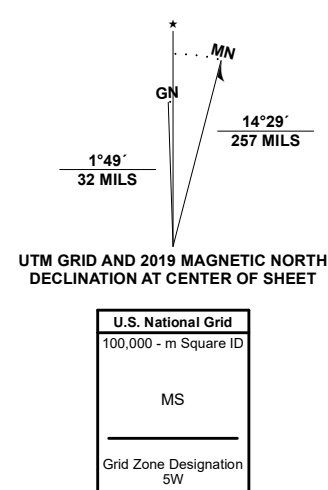 ★
MN
GN
14°29´
257 MILS
1°49´
32 MILS
UTM GRID AND 2019 MAGNETIC NORTH
DECLINATION AT CENTER OF SHEET
U.S. National Grid
100,000 - m Square ID
MS
Grid Zone Designation
5W